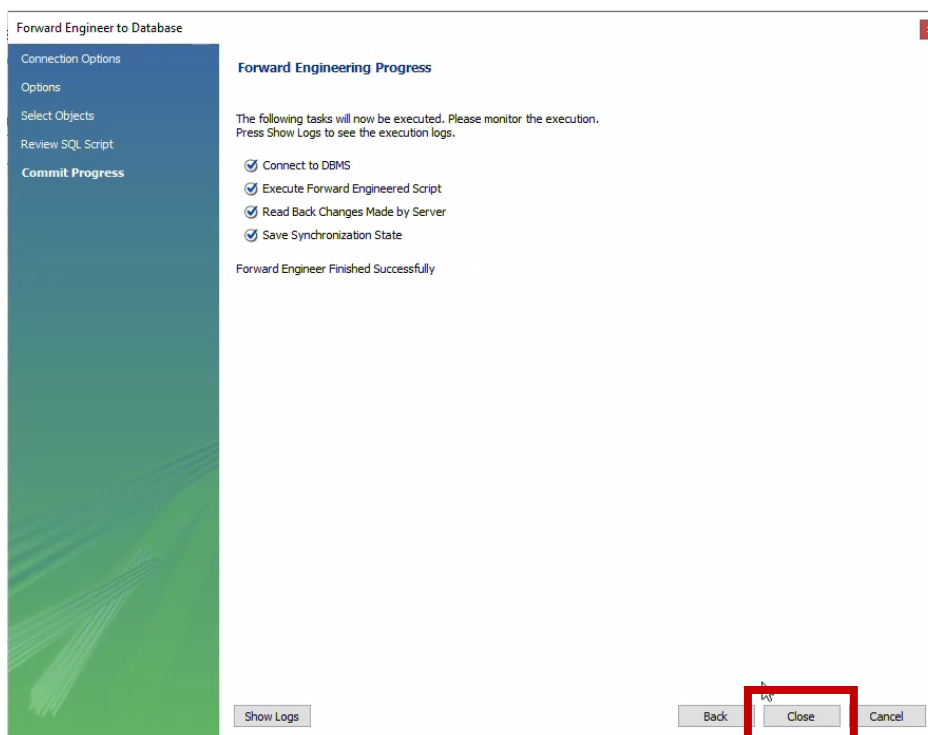 Forward Engineer to Database
Connection Options
Options
Select Objects
Review SQL Script
Commit Progress
Forward Engineering Progress
The following tasks will now be executed. Please monitor the execution.
Press Show Logs to see the execution logs.
Connect to DBMS
Execute Forward Engineered Script
Read Back Changes Made by Server
Save Synchronization State
Forward Engineer Finished Successfully
Show Logs
Back
Close
Cancel